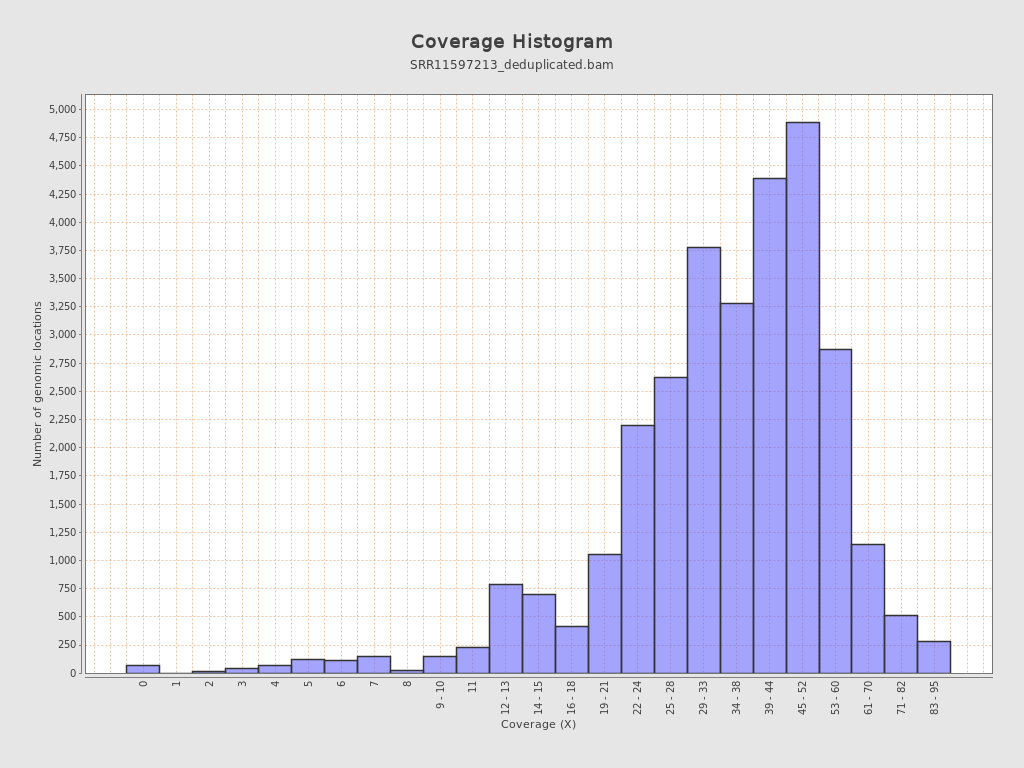 Coverage Histogram
SRR11597213_deduplicated.bam
5,000
4,750
4,500
4,250
4,000
3,750
3,500
3,250
3,000
2,750
2,500
2,250
2,000
1,750
1,500
1,250
1,000
750
500
250
0
Number of genomic locations
0
1
2
3
4
5
6
7
8
9 - 10
11
12 - 13
14 - 15
16 - 18
19 - 21
22 - 24
25 - 28
29 - 33
34 - 38
39 - 44
45 - 52
53 - 60
61 - 70
71 - 82
83 - 95
Coverage (X)